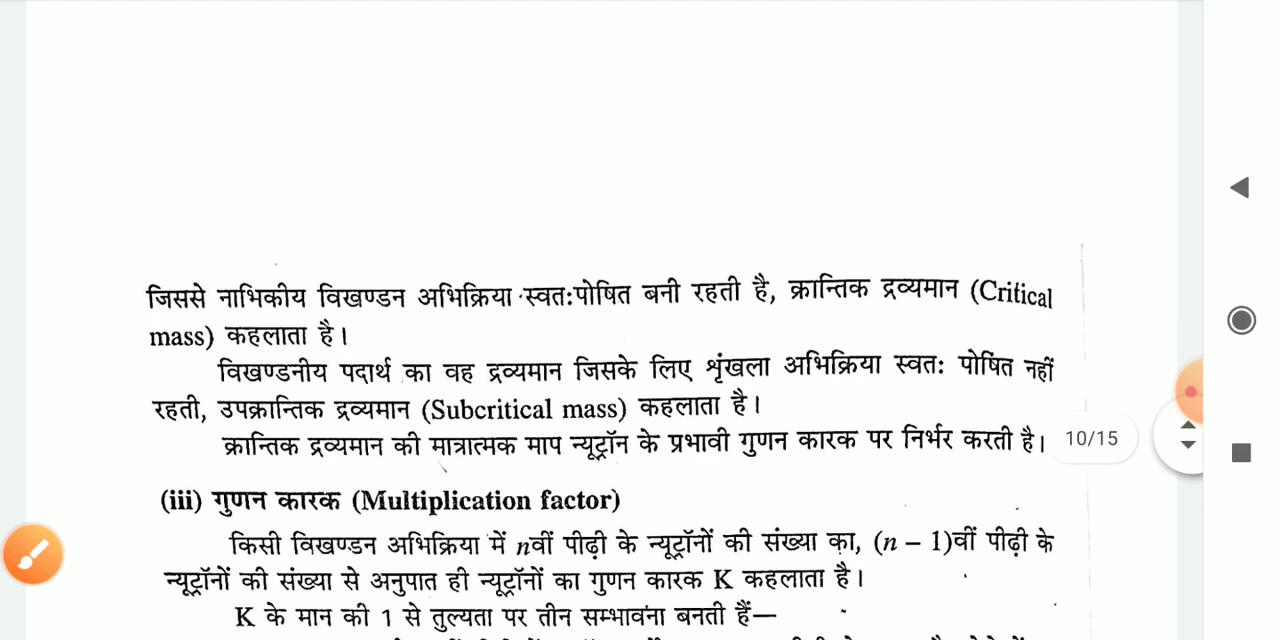 जिससे नाभिकीय विखण्डन अभिक्रिया स्वत:पोषित बनी रहती है, क्रान्तिक द्रव्यमान (Critical
mass) कहलाता है।
विखण्डनीय पदार्थ का वह द्रव्यमान जिसके लिए शृंखला अभिक्रिया स्वत: पोषित नहीं
रहती, उपक्रान्तिक द्रव्यमान (Subcritical mass) कहलाता है।
क्रान्तिक द्रव्यमान की मात्रात्मक माप न्यूट्रॉन के प्रभावी गुणन कारक पर निर्भर करती है।
10/15
(iii) गुणन कारक (Multiplication factor)
किसी विखण्डन अभिक्रिया में nवीं पीढ़ी के न्यूट्रॉनों की संख्या का, (n – 1)वीं पीढ़ी के
न्यूट्रॉनों की संख्या से अनुपात ही न्यूट्रॉनों का गुणन कारक K कहलाता है।
K के मान की 1 से तुल्यता पर तीन सम्भावना बनती हैं—